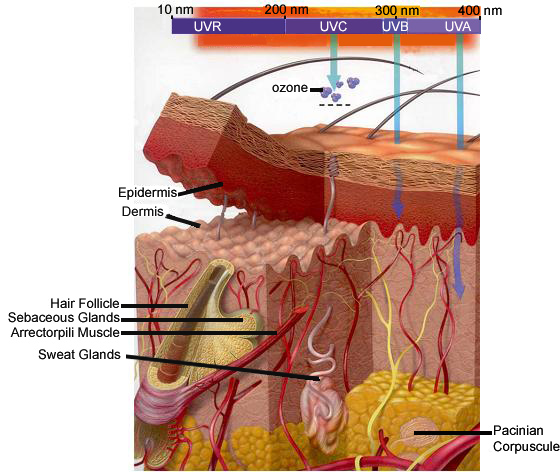 10 nm 200 nm 300 nm 400 nm
UVR UVC UVB UVA
ozone
Epidermis
Dermis
Hair Follicle
Sebaceous Glands
Arrectorpili Muscle
Sweat Glands
Pacinian
Corpuscule